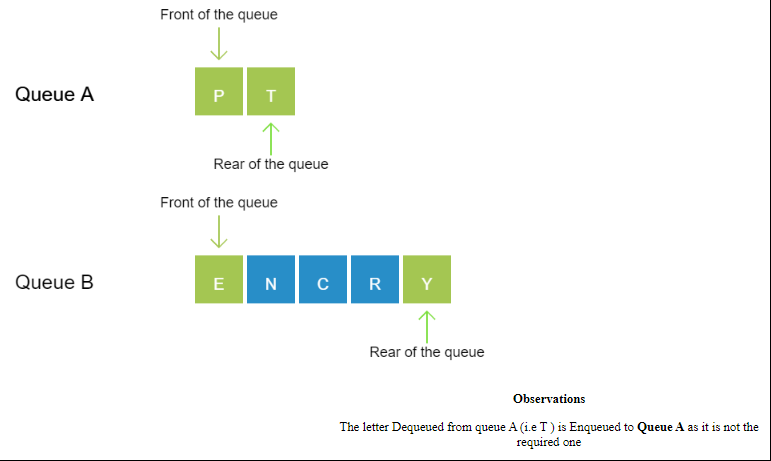 Front of the queue
Queue A
P T
Rear of the queue
Front of the queue
Queue B
E N C R Y
Rear of the queue
Observations
The letter Dequeued from queue A (i.e T ) is Enqueued to Queue A as it is not the
required one